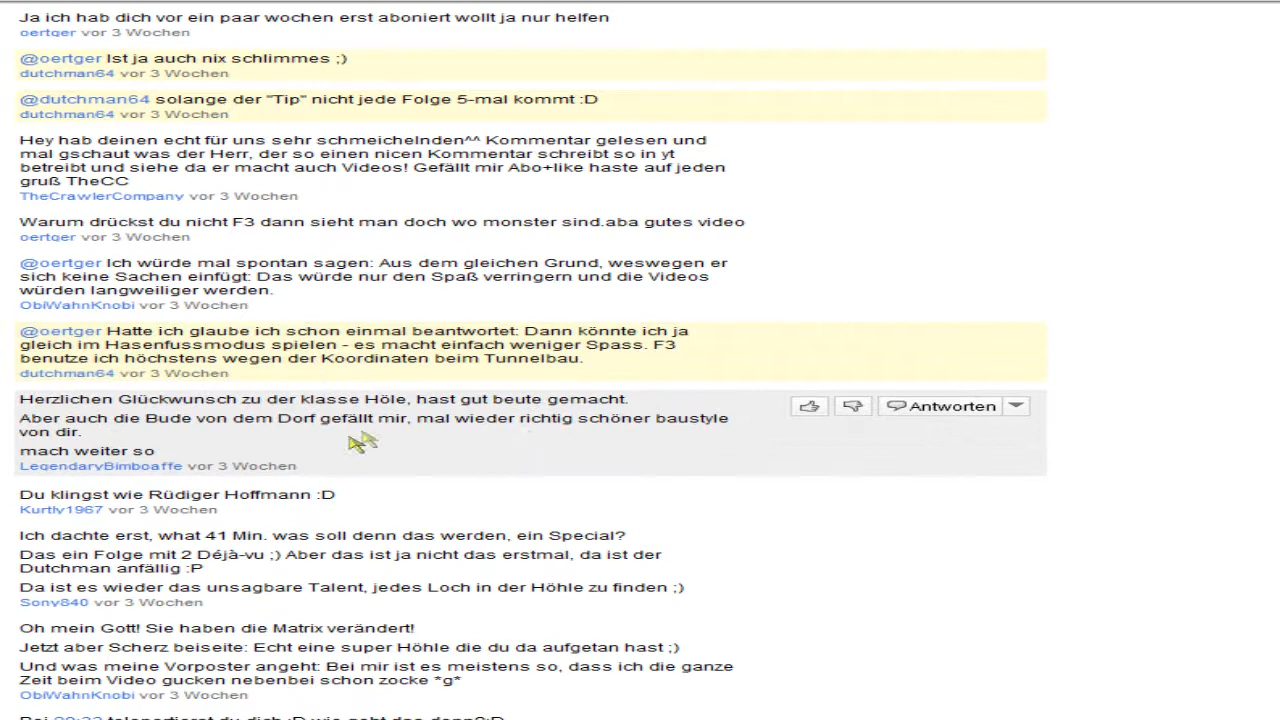 Ja ich hab dich vor ein paar wochen erst aboniert wollt ja nur helfen
oertger vor 3 Wochen
@oertger Ist ja auch nix schlimmes ;)
dutchman64 vor 3 Wochen
@dutchman64 solange der "Tip" nicht jede Folge 5-mal kommt :D
dutchman64 vor 3 Wochen
Hey hab deinen echt für uns sehr schmeichelnden^^ Kommentar gelesen und
mal gschaut was der Herr, der so einen nicen Kommentar schreibt so in yt
betreibt und siehe da er macht auch Videos! Gefällt mir Abo+like haste auf jeden
gruß TheCC
TheCrawlerCompany vor 3 Wochen
Warum drückst du nicht F3 dann sieht man doch wo monster sind.aba gutes video
oertger vor 3 Wochen
@oertger Ich würde mal spontan sagen: Aus dem gleichen Grund, weswegen er
sich keine Sachen einfügt: Das würde nur den Spaß verringern und die Videos
würden langweiliger werden.
ObiWahnKnobi vor 3 Wochen
@oertger Hatte ich glaube ich schon einmal beantwortet: Dann könnte ich ja
gleich im Hasenfussmodus spielen - es macht einfach weniger Spass. F3
benutze ich höchstens wegen der Koordinaten beim Tunnelbau.
dutchman64 vor 3 Wochen
Herzlichen Glückwunsch zu der klasse Höle, hast gut beute gemacht.
Antworten
Aber auch die Bude von dem Dorf gefällt mir, mal wieder richtig schöner baustyle
von dir.
mach weiter so
LegendaryBimboaffe vor 3 Wochen
Du klingst wie Rüdiger Hoffmann :D
Kurtly1967 vor 3 Wochen
Ich dachte erst, what 41 Min. was soll denn das werden, ein Special?
Das ein Folge mit 2 Déjà-vu ;) Aber das ist ja nicht das erstmal, da ist der
Dutchman anfällig :P
Da ist es wieder das unsagbare Talent, jedes Loch in der Höhle zu finden ;)
Sony840 vor 3 Wochen
Oh mein Gott! Sie haben die Matrix verändert!
Jetzt aber Scherz beiseite: Echt eine super Höhle die du da aufgetan hast ;)
Und was meine Vorposter angeht: Bei mir ist es meistens so, dass ich die ganze
Zeit beim Video gucken nebenbei schon zocke *g*
ObiWahnKnobi vor 3 Wochen